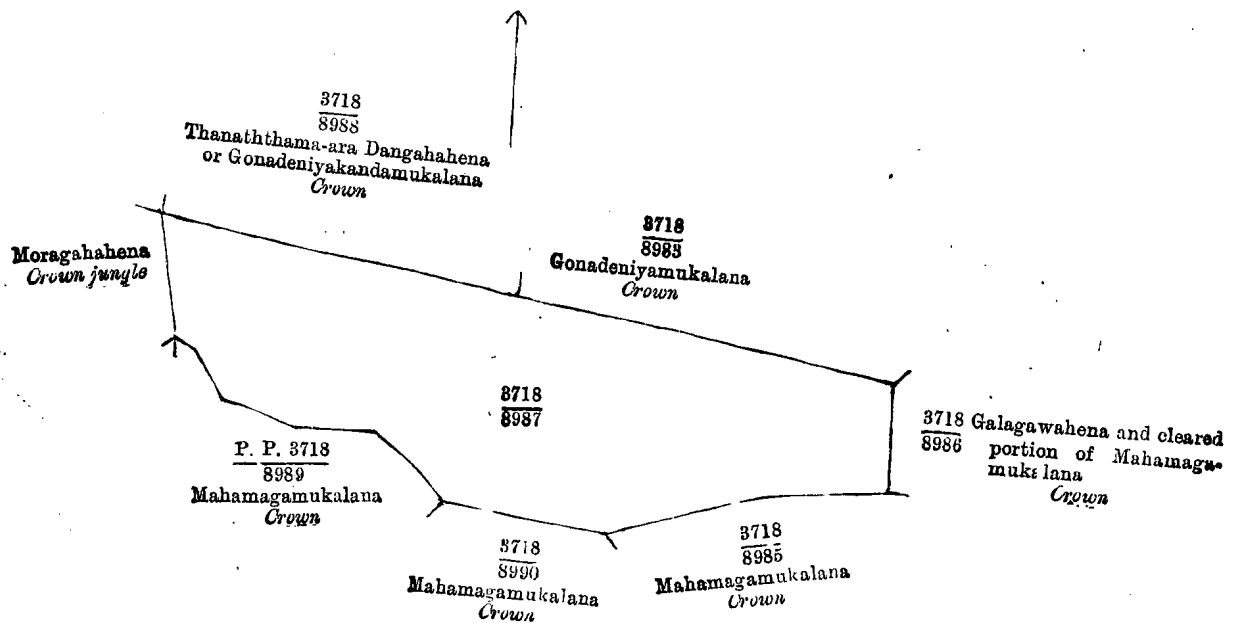 3718
8988
Thanaththama-ara Dangahahena
or Gonadeniyakandamukalana
Crown
3718
8983
Gonadeniyamukalana
Crown
Moragahahena
Crown jungle
3718
8987
3718
8986
Galagawahena and cleared
portion of Mahamaga-
mukalana
Crown
P. P. 3718
8989
Mahamagamukalana
Crown
3718
8990
Mahamagamukalana
Crown
3718
8985
Mahamagamukalana
Crown